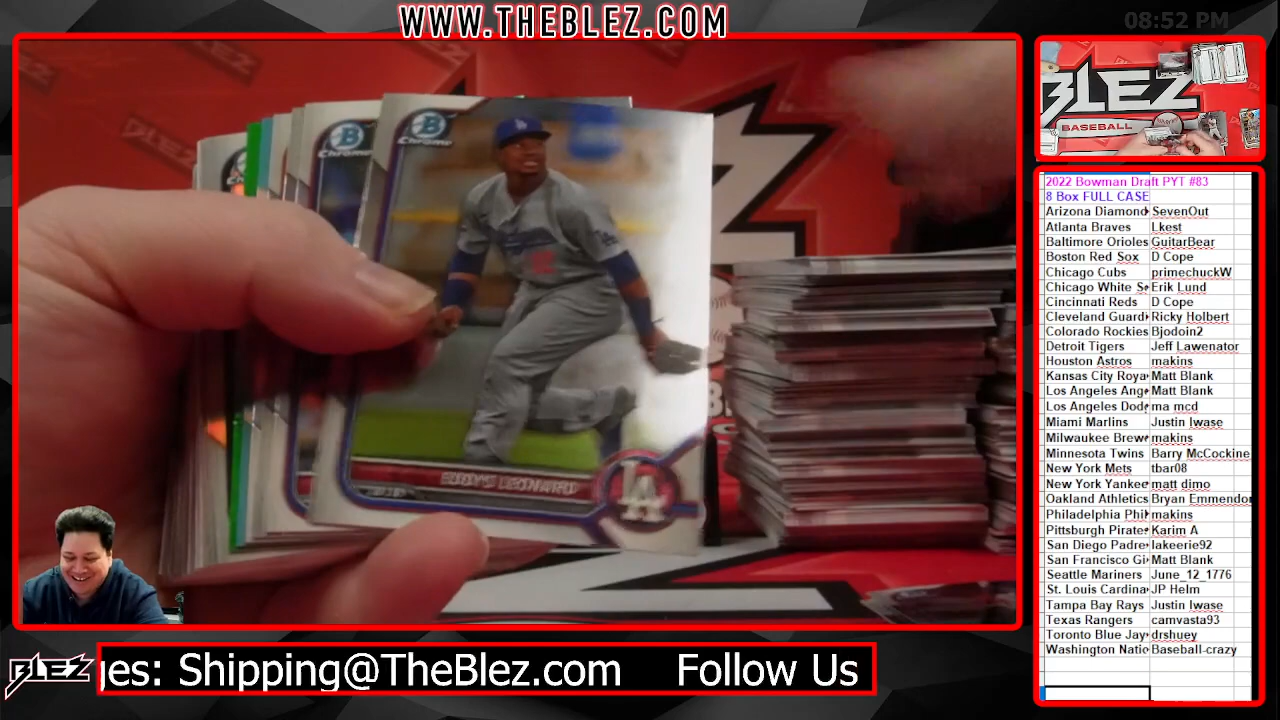 WWW.THEBLEZ.COM
08:52 PM
BLEZ
BASEBALL
B
Chrome
B
Chrome
EDDYS LEONARD
LA
2022 Bowman Draft PYT #83
8 Box FULL CASE
Arizona Diamond SevenOut
Atlanta Braves Lkest
Baltimore Orioles GuitarBear
Boston Red Sox D Cope
Chicago Cubs primechuckW
Chicago White S Erik Lund
Cincinnati Reds D Cope
Cleveland Guard Ricky Holbert
Colorado Rockies Bjodoin2
Detroit Tigers Jeff Lawenator
Houston Astros makins
Kansas City Roya Matt Blank
Los Angeles Ang Matt Blank
Los Angeles Dod ma mcd
Miami Marlins Justin Iwase
Milwaukee Brew makins
Minnesota Twins Barry McCockine
New York Mets tbar08
New York Yankee matt dimo
Oakland Athletics Bryan Emmendor
Philadelphia Phi makins
Pittsburgh Pirate Karim A
San Diego Padre lakeerie92
San Francisco Gi Matt Blank
Seattle Mariners June_12_1776
St. Louis Cardina JP Helm
Tampa Bay Rays Justin Iwase
Texas Rangers camvasta93
Toronto Blue Jay drshuey
Washington Natio Baseball-crazy
BLEZ
ges: Shipping@TheBlez.com Follow Us